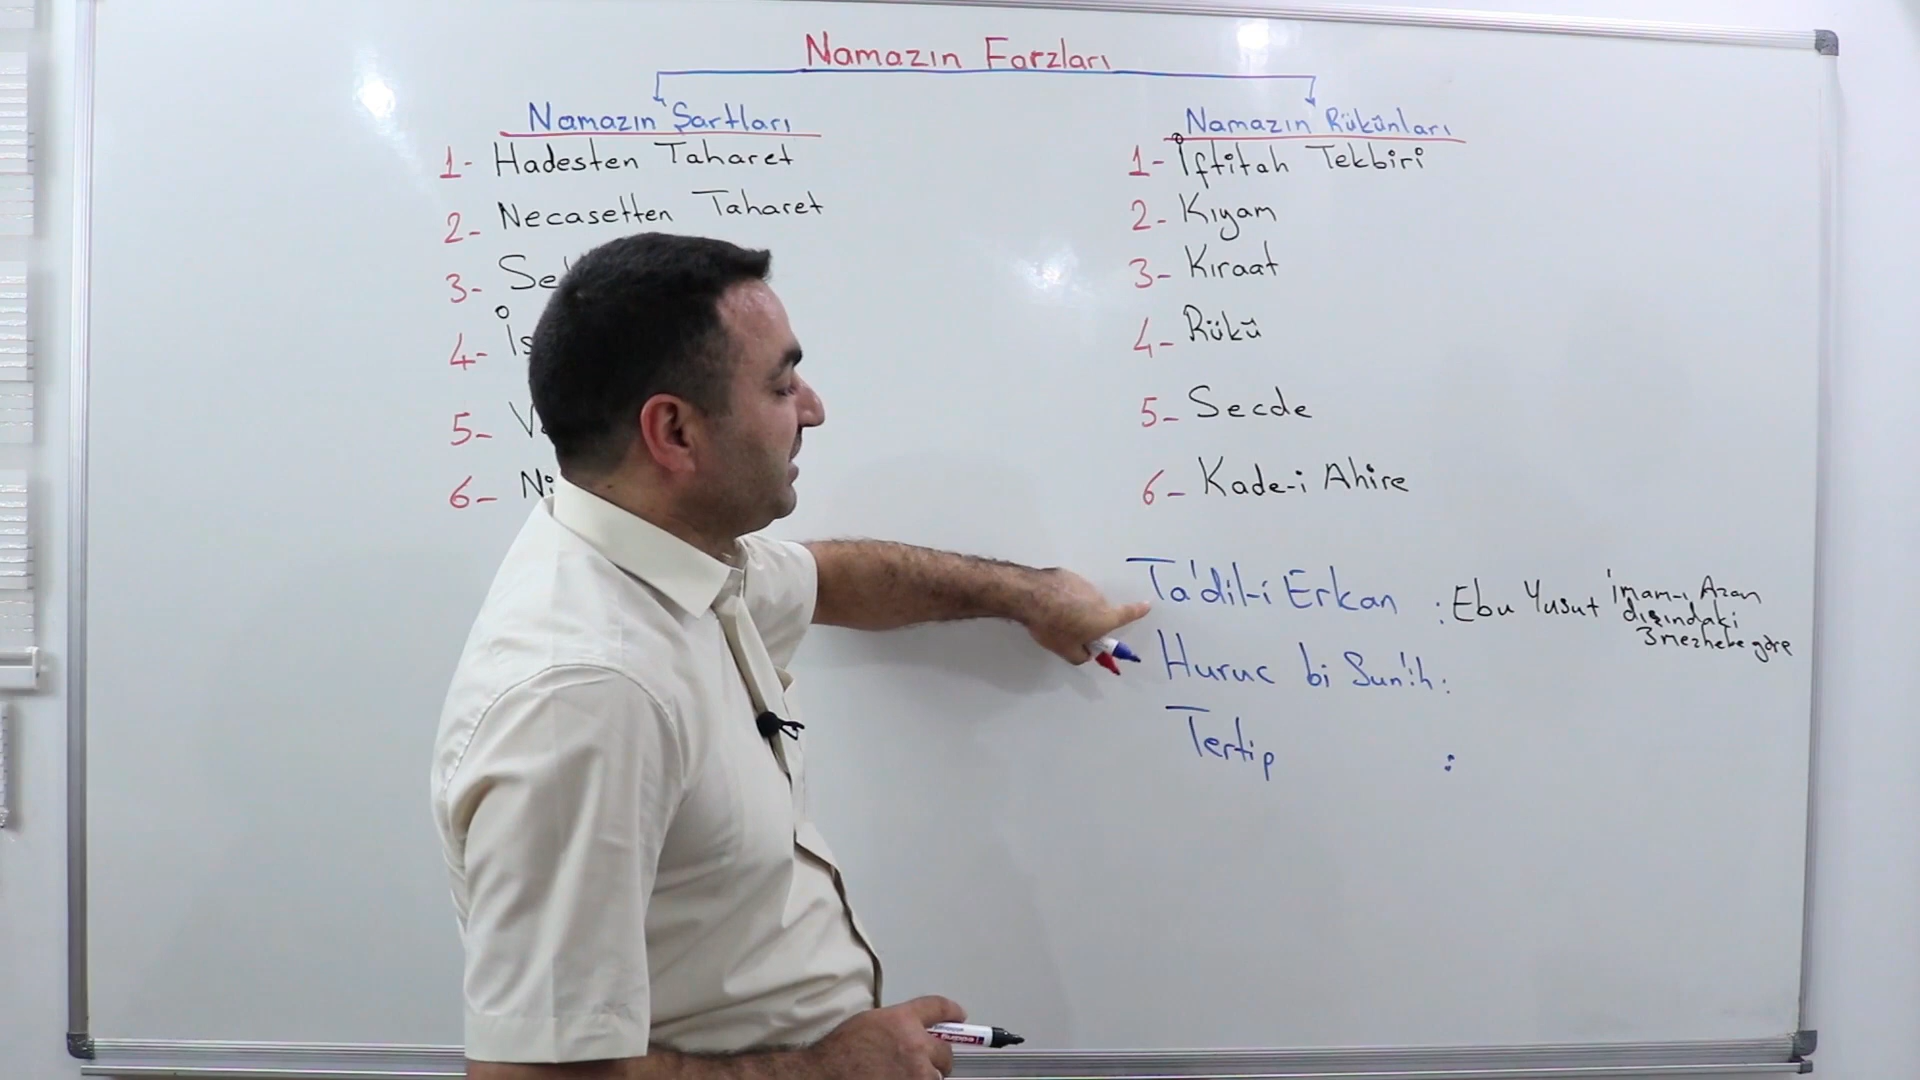 Namazın Farzları
Namazın Şartları
1- Hadesten Taharet
2- Necasetten Taharet
3-
4-
5-
6-
Namazın Rükûnları
1- İftitah Tekbiri
2- Kıyam
3- Kıraat
4- Rükû
5- Secde
6- Kade-i Ahire
Ta'dil-i Erkan : Ebu Yusuf İmam-ı Azam
dışındaki
3 mezhebe göre
Huruc bi Sun'ih :
Tertip :
edding